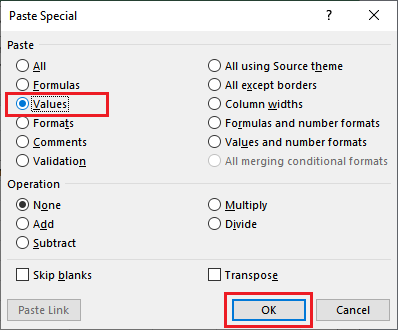 Paste Special
Paste
All
All using Source theme
Formulas
All except borders
Values
Column widths
Formats
Formulas and number formats
Comments
Values and number formats
Validation
All merging conditional formats
Operation
None
Multiply
Add
Divide
Subtract
Skip blanks
Transpose
Paste Link
OK
Cancel